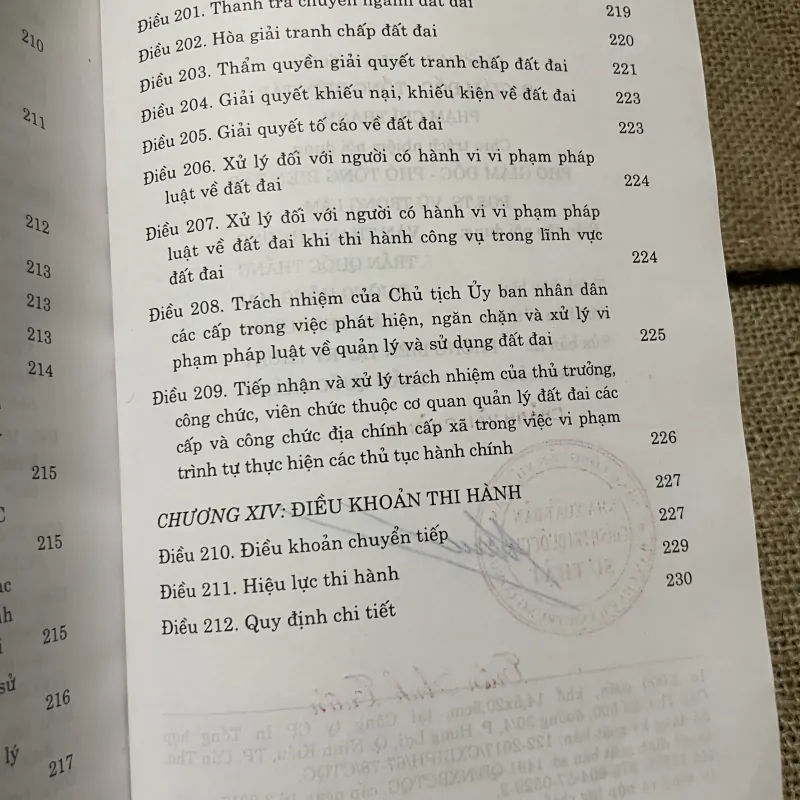 210
211
212
213
213
213
214
215
C
215
215
sử
216
lý
217
Điều 201. Thanh tra chuyên ngành đất đai 219
Điều 202. Hòa giải tranh chấp đất đai 220
Điều 203. Thẩm quyền giải quyết tranh chấp đất đai 221
Điều 204. Giải quyết khiếu nại, khiếu kiện về đất đai 223
Điều 205. Giải quyết tố cáo về đất đai 223
Điều 206. Xử lý đối với người có hành vi vi phạm pháp
luật về đất đai 224
Điều 207. Xử lý đối với người có hành vi vi phạm pháp
luật về đất đai khi thi hành công vụ trong lĩnh vực
đất đai 224
Điều 208. Trách nhiệm của Chủ tịch Ủy ban nhân dân
các cấp trong việc phát hiện, ngăn chặn và xử lý vi
phạm pháp luật về quản lý và sử dụng đất đai 225
Điều 209. Tiếp nhận và xử lý trách nhiệm của thủ trưởng,
công chức, viên chức thuộc cơ quan quản lý đất đai các
cấp và công chức địa chính cấp xã trong việc vi phạm
trình tự thực hiện các thủ tục hành chính 226
CHƯƠNG XIV: ĐIỀU KHOẢN THI HÀNH 227
Điều 210. Điều khoản chuyển tiếp 227
Điều 211. Hiệu lực thi hành 229
Điều 212. Quy định chi tiết 230